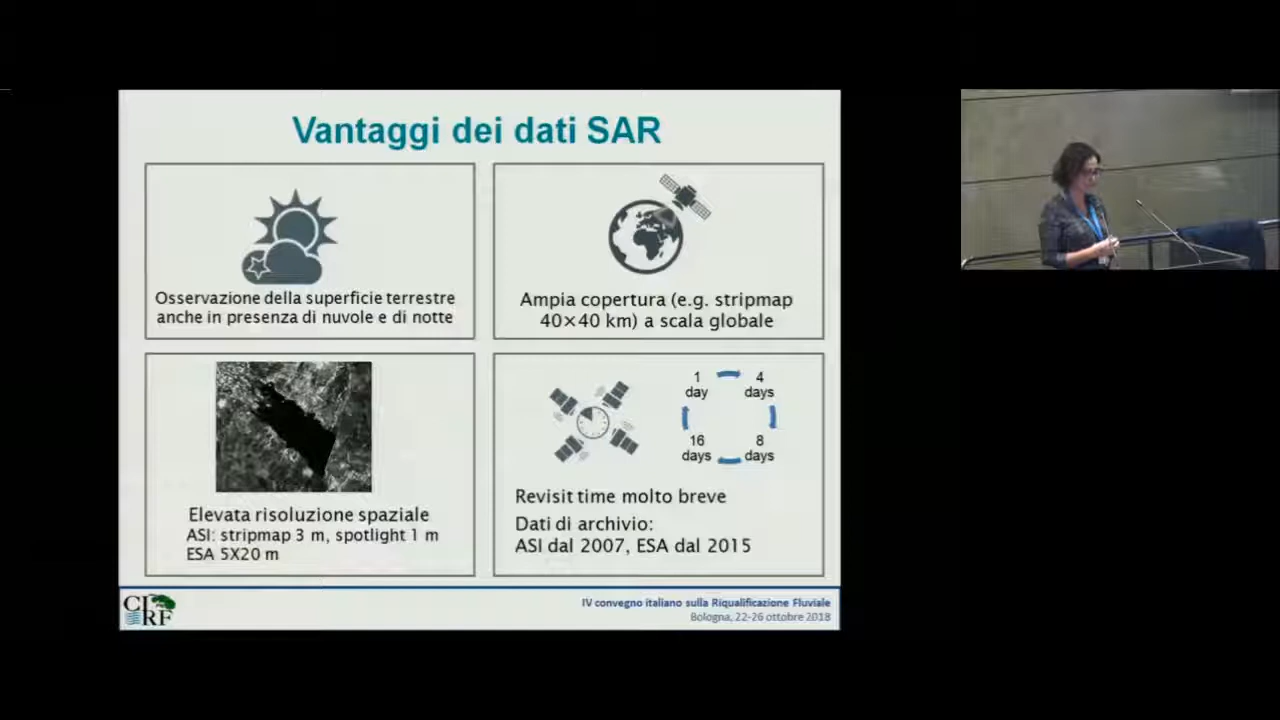 Vantaggi dei dati SAR
Osservazione della superficie terrestre
anche in presenza di nuvole e di notte
Ampia copertura (e.g. stripmap
40×40 km) a scala globale
Elevata risoluzione spaziale
ASI: stripmap 3 m, spotlight 1 m
ESA 5X20 m
1
day
4
days
16
days
8
days
Revisit time molto breve
Dati di archivio:
ASI dal 2007, ESA dal 2015
CIRF
IV convegno italiano sulla Riqualificazione Fluviale
Bologna, 22-26 ottobre 2018